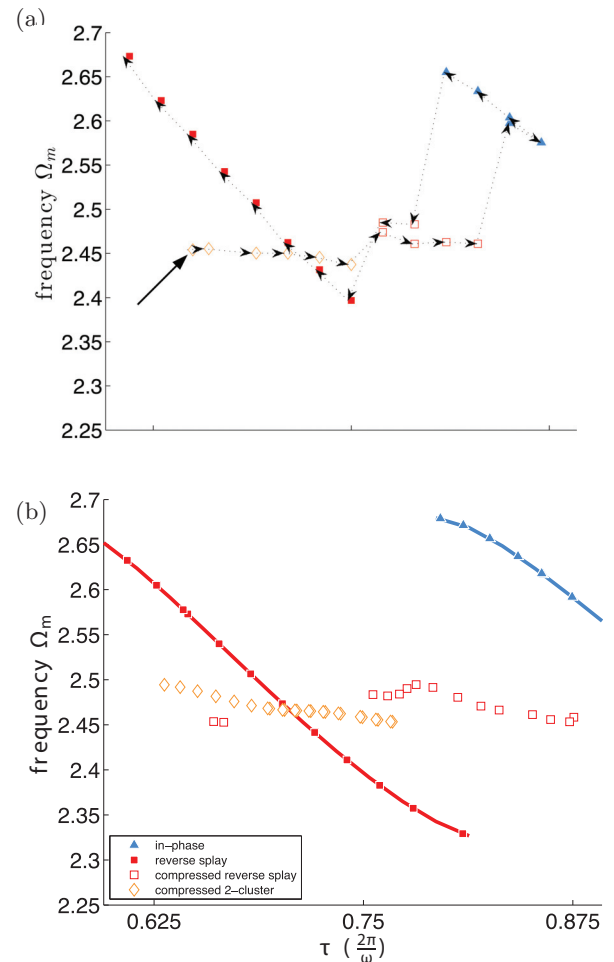 (a)
2.7
2.65
2.6
2.55
2.5
2.45
2.4
2.35
2.3
2.25
frequency Ωₘ
(b)
2.7
2.65
2.6
2.55
2.5
2.45
2.4
2.35
2.3
2.25
frequency Ωₘ
in−phase
reverse splay
compressed reverse splay
compressed 2−cluster
0.625 0.75 0.875
τ (2π/ω)